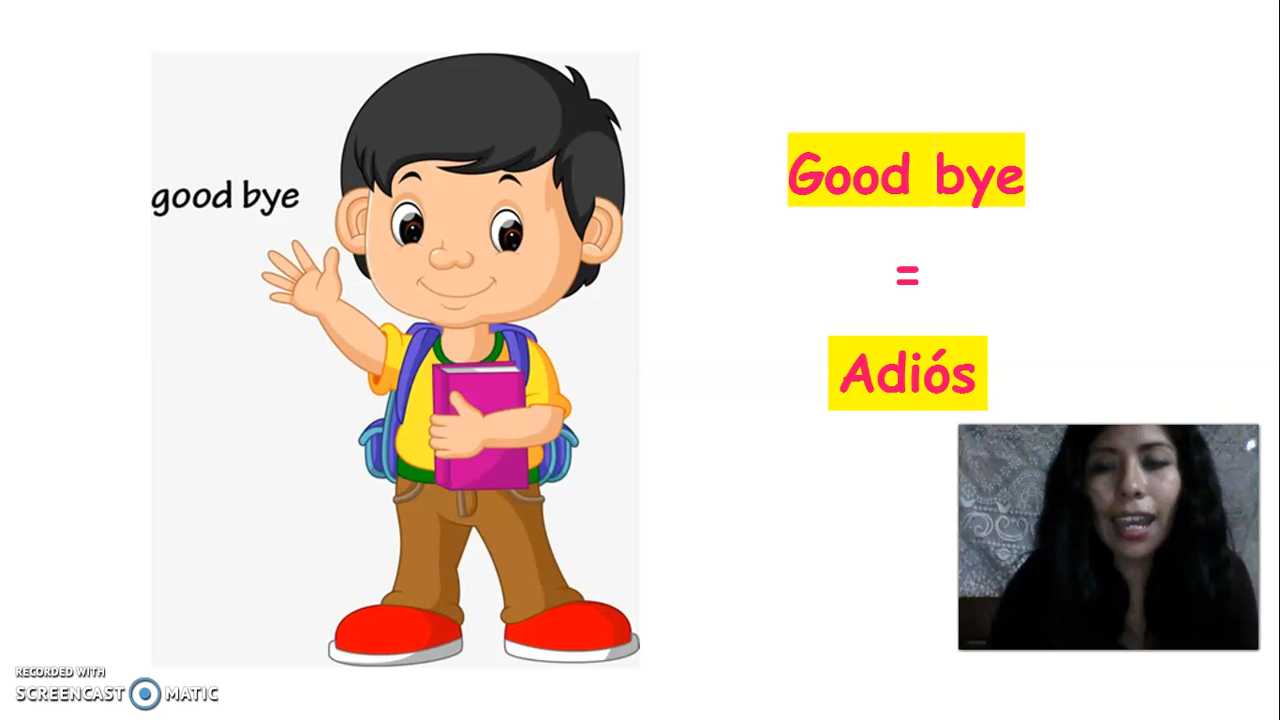 good bye
Good bye
=
Adiós
RECORDED WITH
SCREENCAST MATIC